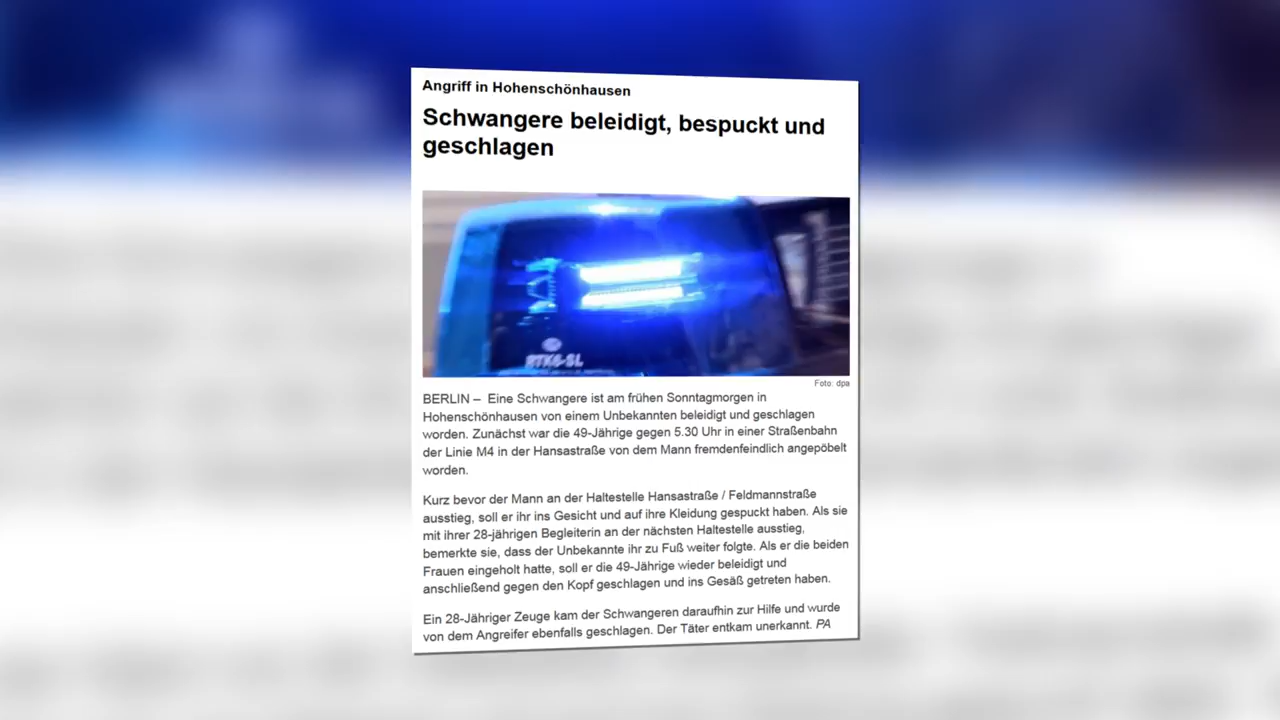 Angriff in Hohenschönhausen
Schwangere beleidigt, bespuckt und
geschlagen
RTK6-SL
Foto: dpa
BERLIN – Eine Schwangere ist am frühen Sonntagmorgen in
Hohenschönhausen von einem Unbekannten beleidigt und geschlagen
worden. Zunächst war die 49-Jährige gegen 5.30 Uhr in einer Straßenbahn
der Linie M4 in der Hansastraße von dem Mann fremdenfeindlich angepöbelt
worden.
Kurz bevor der Mann an der Haltestelle Hansastraße / Feldmannstraße
ausstieg, soll er ihr ins Gesicht und auf ihre Kleidung gespuckt haben. Als sie
mit ihrer 28-jährigen Begleiterin an der nächsten Haltestelle ausstieg,
bemerkte sie, dass der Unbekannte ihr zu Fuß weiter folgte. Als er die beiden
Frauen eingeholt hatte, soll er die 49-Jährige wieder beleidigt und
anschließend gegen den Kopf geschlagen und ins Gesäß getreten haben.
Ein 28-Jähriger Zeuge kam der Schwangeren daraufhin zur Hilfe und wurde
von dem Angreifer ebenfalls geschlagen. Der Täter entkam unerkannt. PA